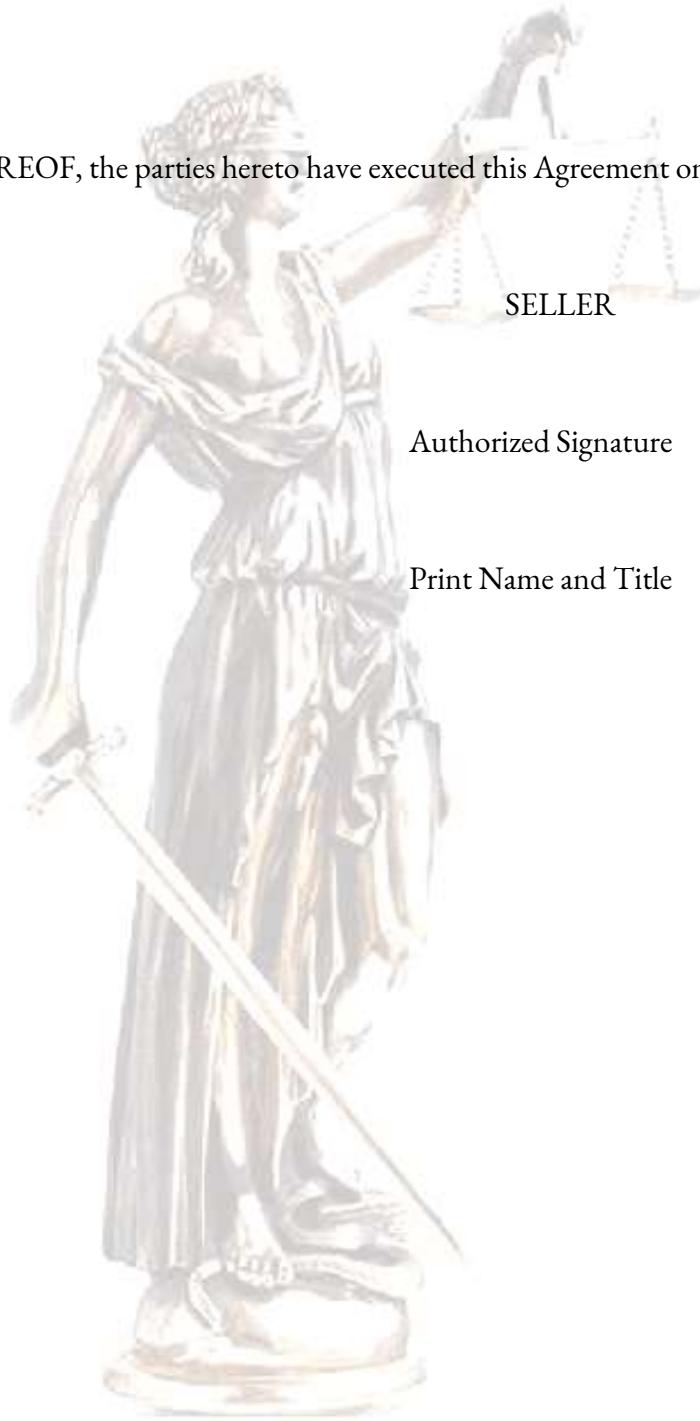 REOF, the parties hereto have executed this Agreement on
SELLER
Authorized Signature
Print Name and Title